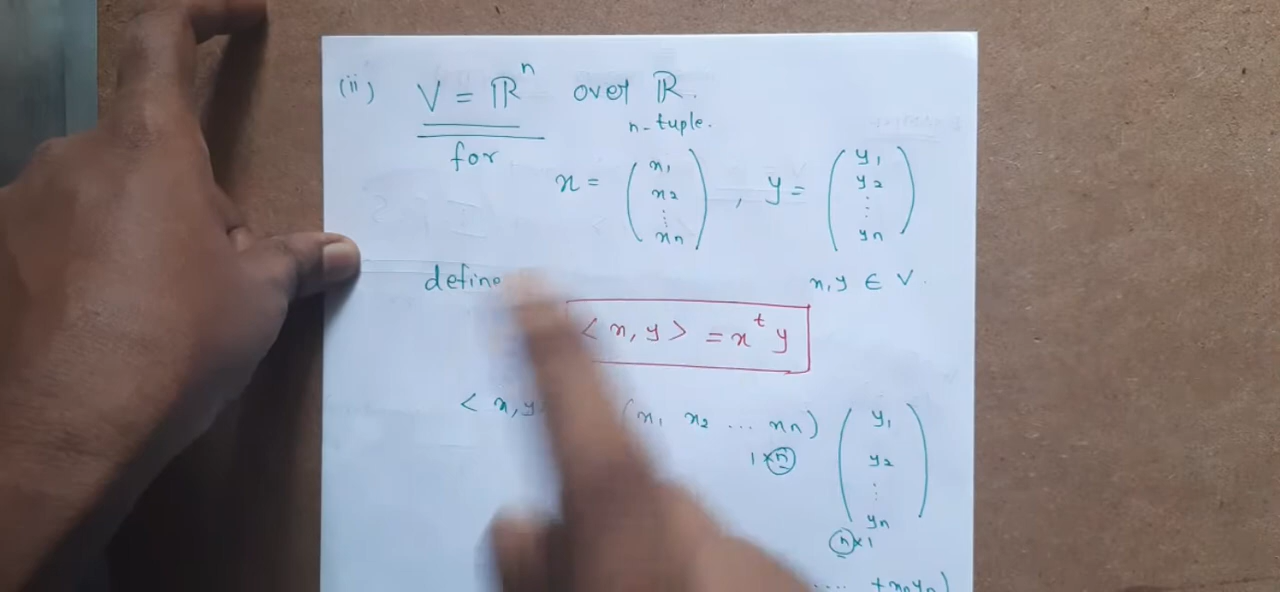 (ii) V = ℝⁿ over ℝ.
n-tuple.
for
x = (x₁ x₂ ⋮ xₙ) , y = (y₁ y₂ ⋮ yₙ)
define x, y ∈ V.
< x, y > = xᵗ y
< x, y (x₁ x₂ ... xₙ) (y₁ y₂ ⋮ yₙ)
1 × n
n × 1
.... + xₙyₙ)